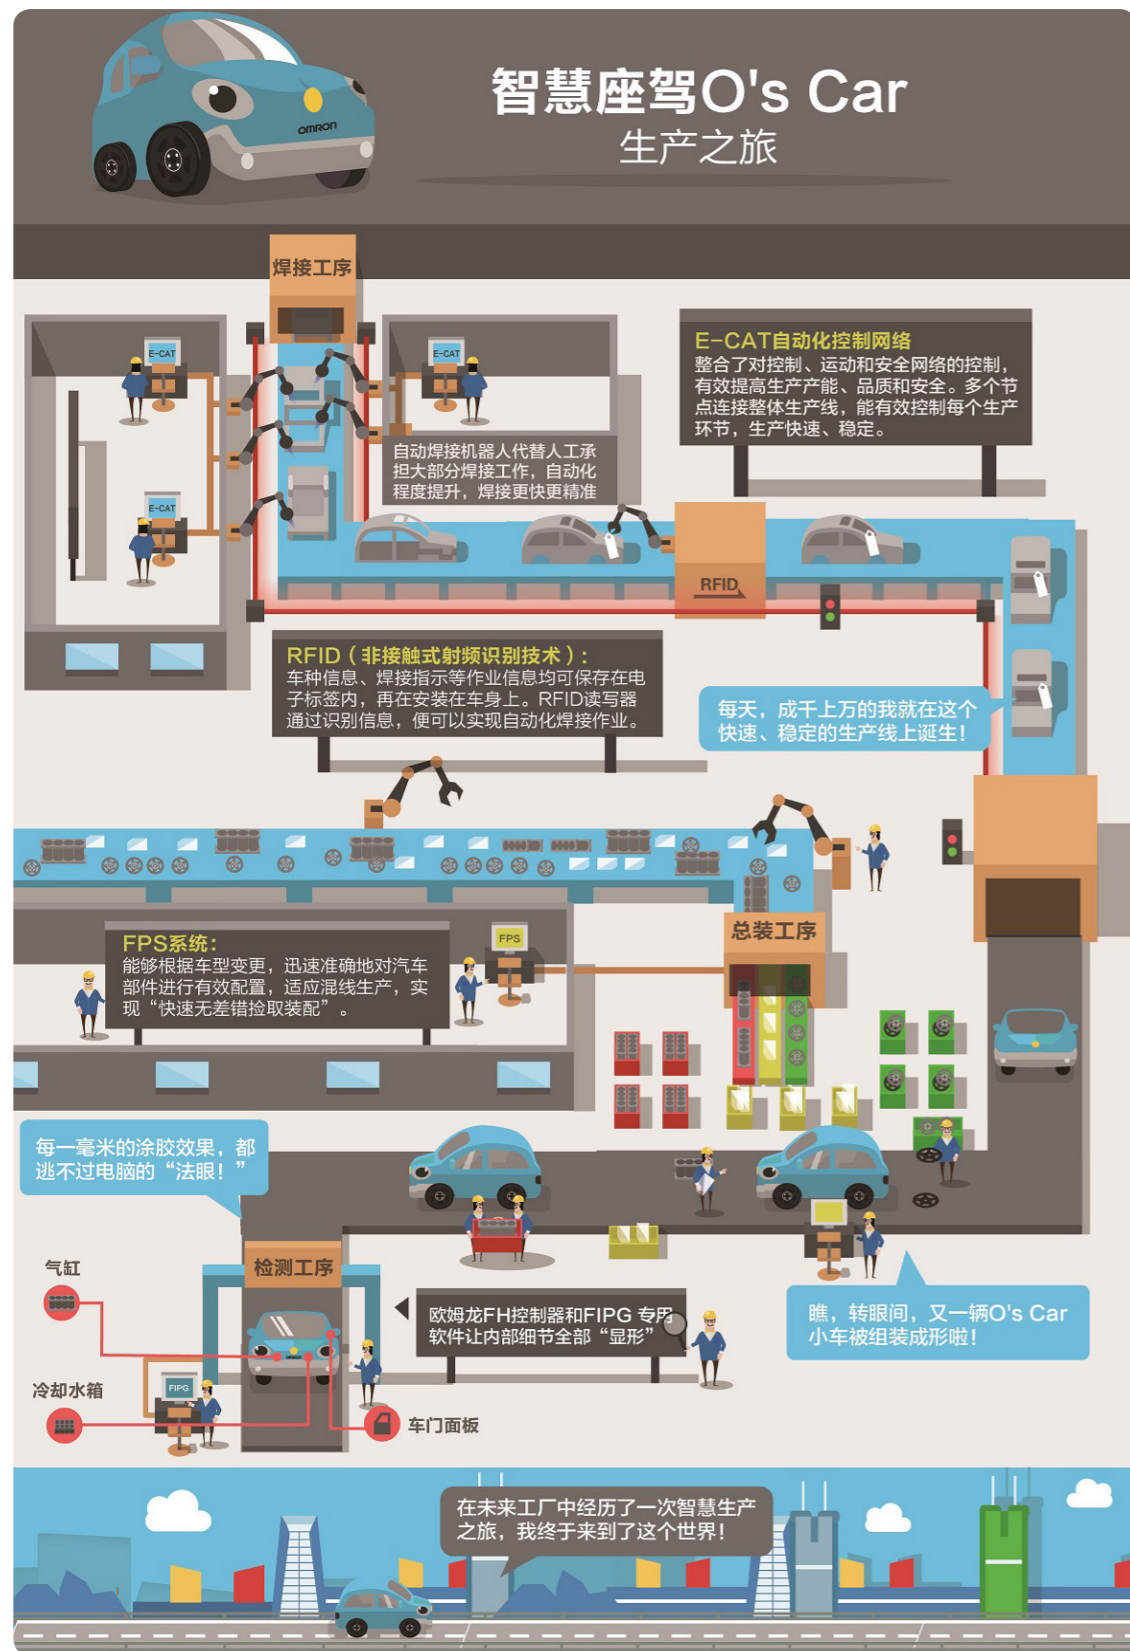 智慧座驾O's Car
生产之旅
OMRON
焊接工序
E-CAT
E-CAT
E-CAT
E-CAT自动化控制网络
整合了对控制、运动和安全网络的控制，
有效提高生产产能、品质和安全。多个节
点连接整体生产线，能有效控制每个生产
环节，生产快速、稳定。
自动焊接机器人代替人工承
担大部分焊接工作，自动化
程度提升，焊接更快更精准
RFID
RFID（非接触式射频识别技术）：
车种信息、焊接指示等作业信息均可保存在电
子标签内，再在安装在车身上。RFID读写器
通过识别信息，便可以实现自动化焊接作业。
每天，成千上万的我就在这个
快速、稳定的生产线上诞生！
总装工序
FPS
FPS系统：
能够根据车型变更，迅速准确地对汽车
部件进行有效配置，适应混线生产，实
现“快速无差错捡取装配”。
每一毫米的涂胶效果，都
逃不过电脑的“法眼！”
检测工序
气缸
欧姆龙FH控制器和FIPG 专用
软件让内部细节全部“显形”
瞧，转眼间，又一辆O's Car
小车被组装成形啦！
OMRON
冷却水箱
FIPG
车门面板
在未来工厂中经历了一次智慧生产
之旅，我终于来到了这个世界！